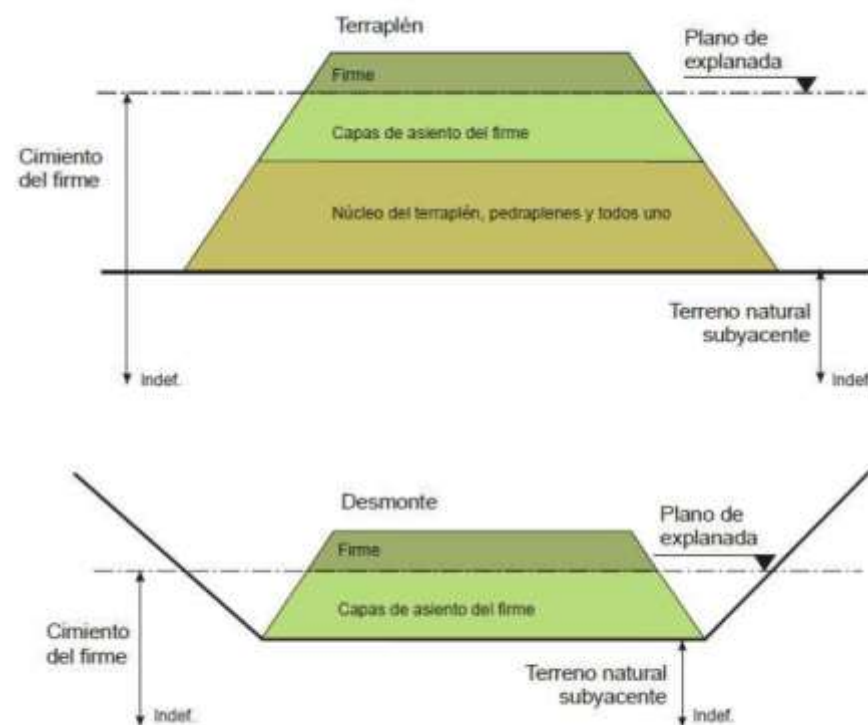 Terraplén
Plano de
explanada
Firme
Capas de asiento del firme
Cimiento
del firme
Núcleo del terraplén, pedraplenes y todos uno
Terreno natural
subyacente
Indef.
Indef.
Desmonte
Plano de
explanada
Firme
Capas de asiento del firme
Cimiento
del firme
Terreno natural
subyacente
Indef.
Indef.